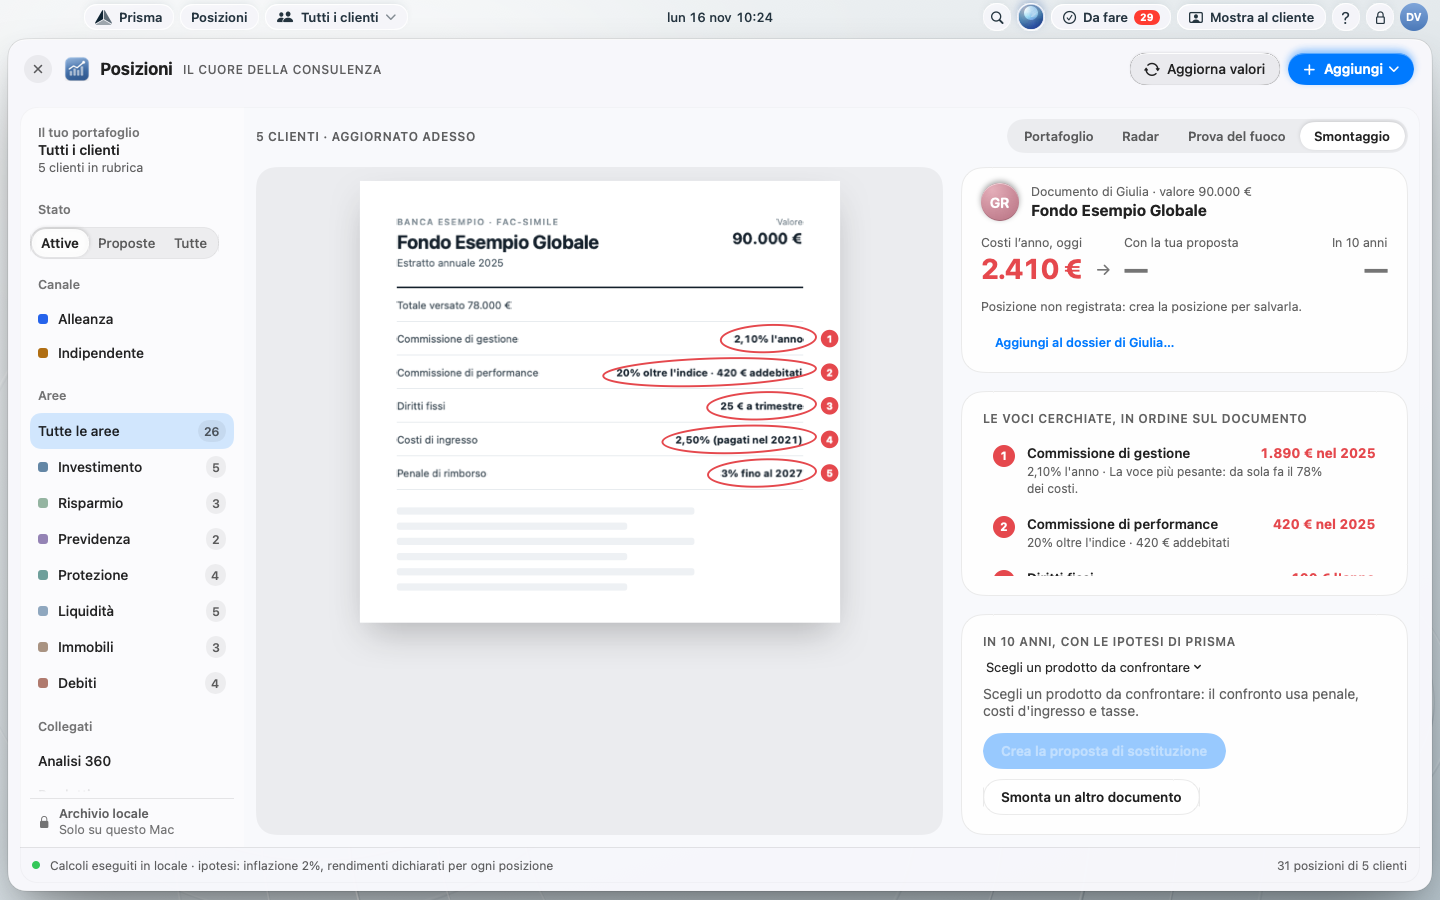 Prisma
Posizioni
Tutti i clienti
lun 16 nov 10:24
Da fare 29
Mostra al cliente
?
DV
Posizioni IL CUORE DELLA CONSULENZA
Aggiorna valori
+ Aggiungi
Il tuo portafoglio
Tutti i clienti
5 clienti in rubrica
Stato
Attive Proposte Tutte
Canale
Alleanza
Indipendente
Aree
Tutte le aree 26
Investimento 5
Risparmio 3
Previdenza 2
Protezione 4
Liquidità 5
Immobili 3
Debiti 4
Collegati
Analisi 360
Archivio locale
Solo su questo Mac
5 CLIENTI · AGGIORNATO ADESSO
Portafoglio Radar Prova del fuoco Smontaggio
BANCA ESEMPIO · FAC-SIMILE
Valore
Fondo Esempio Globale
90.000 €
Estratto annuale 2025
Totale versato 78.000 €
Commissione di gestione 2,10% l'anno 1
Commissione di performance 20% oltre l'indice · 420 € addebitati 2
Diritti fissi 25 € a trimestre 3
Costi di ingresso 2,50% (pagati nel 2021) 4
Penale di rimborso 3% fino al 2027 5
GR
Documento di Giulia · valore 90.000 €
Fondo Esempio Globale
Costi l'anno, oggi Con la tua proposta In 10 anni
2.410 € → — —
Posizione non registrata: crea la posizione per salvarla.
Aggiungi al dossier di Giulia...
LE VOCI CERCHIATE, IN ORDINE SUL DOCUMENTO
1 Commissione di gestione 1.890 € nel 2025
2,10% l'anno · La voce più pesante: da sola fa il 78%
dei costi.
2 Commissione di performance 420 € nel 2025
20% oltre l'indice · 420 € addebitati
IN 10 ANNI, CON LE IPOTESI DI PRISMA
Scegli un prodotto da confrontare
Scegli un prodotto da confrontare: il confronto usa penale,
costi d'ingresso e tasse.
Crea la proposta di sostituzione
Smonta un altro documento
Calcoli eseguiti in locale · ipotesi: inflazione 2%, rendimenti dichiarati per ogni posizione
31 posizioni di 5 clienti